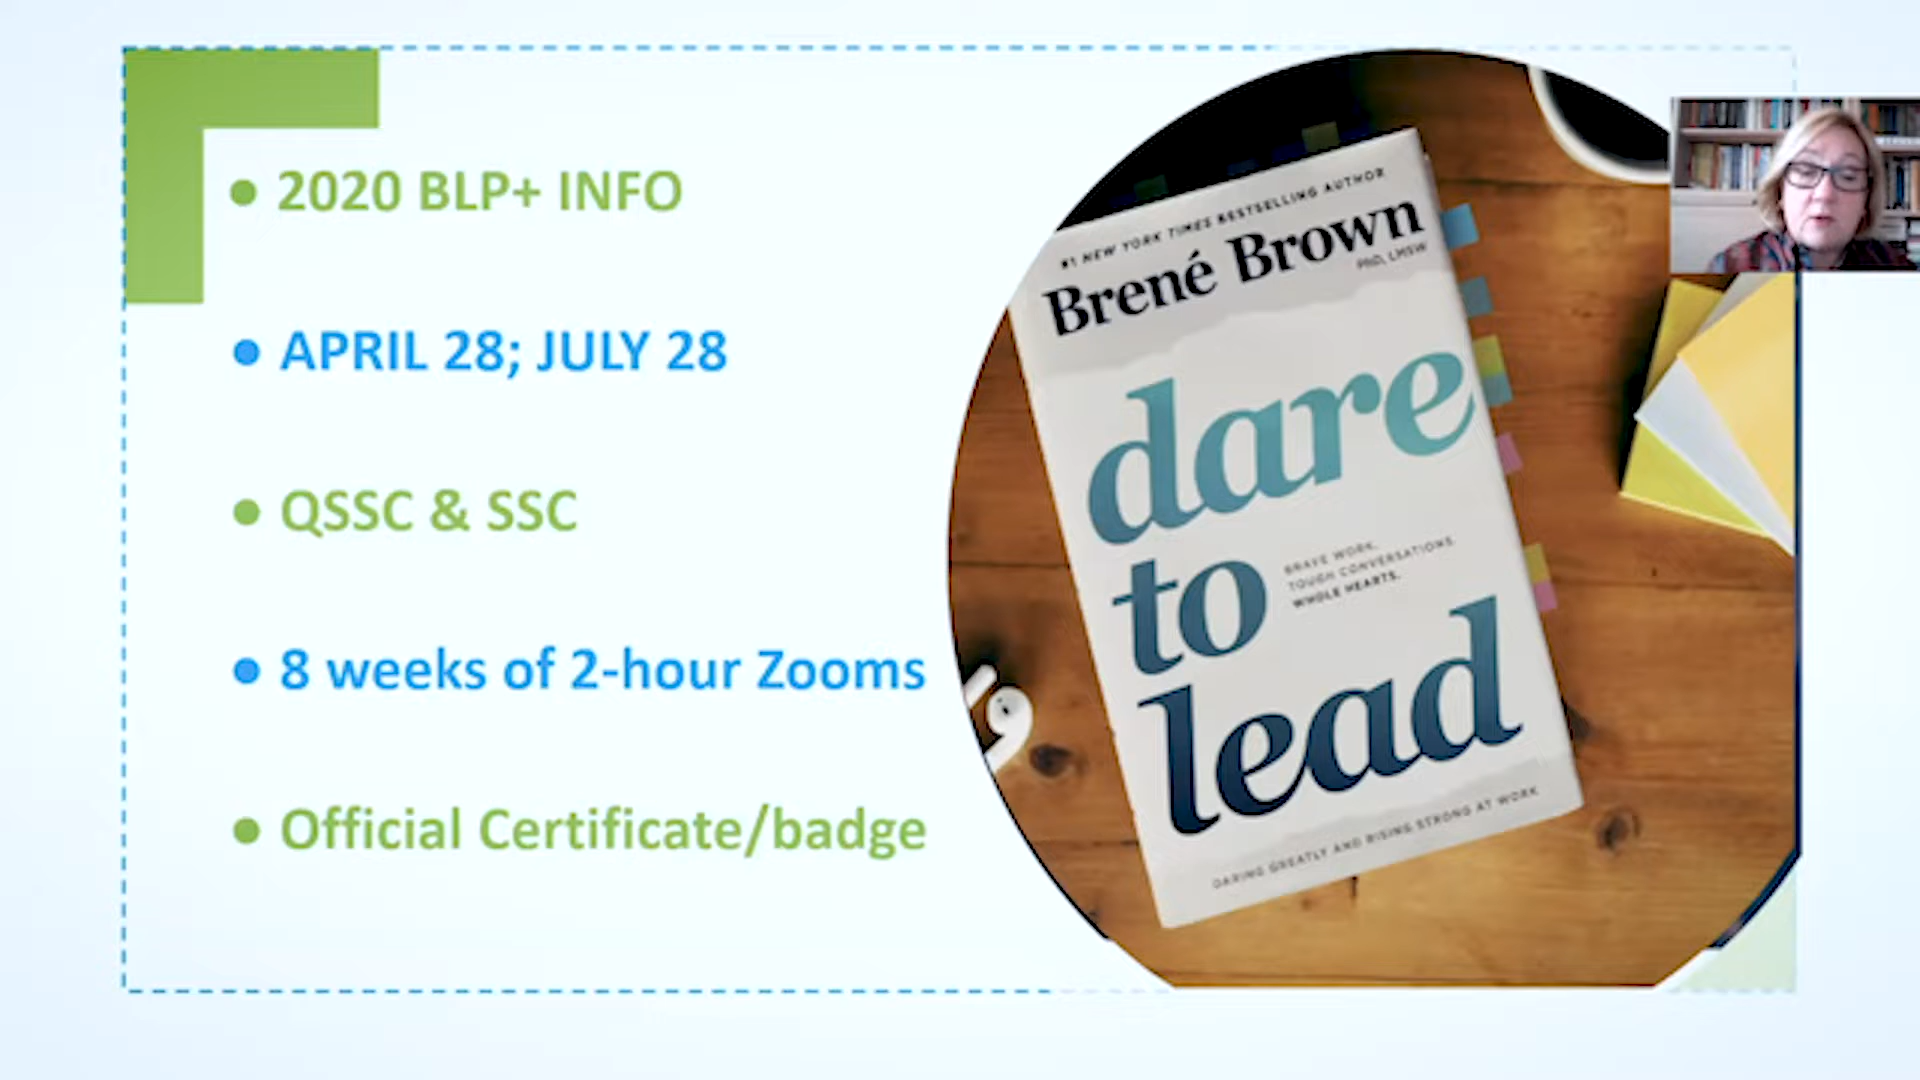 ● 2020 BLP+ INFO
● APRIL 28; JULY 28
● QSSC & SSC
● 8 weeks of 2-hour Zooms
● Official Certificate/badge
#1 NEW YORK TIMES BESTSELLING AUTHOR
Brené Brown
PhD, LMSW
dare
to
BRAVE WORK.
TOUGH CONVERSATIONS.
WHOLE HEARTS.
lead
DARING GREATLY AND RISING STRONG AT WORK